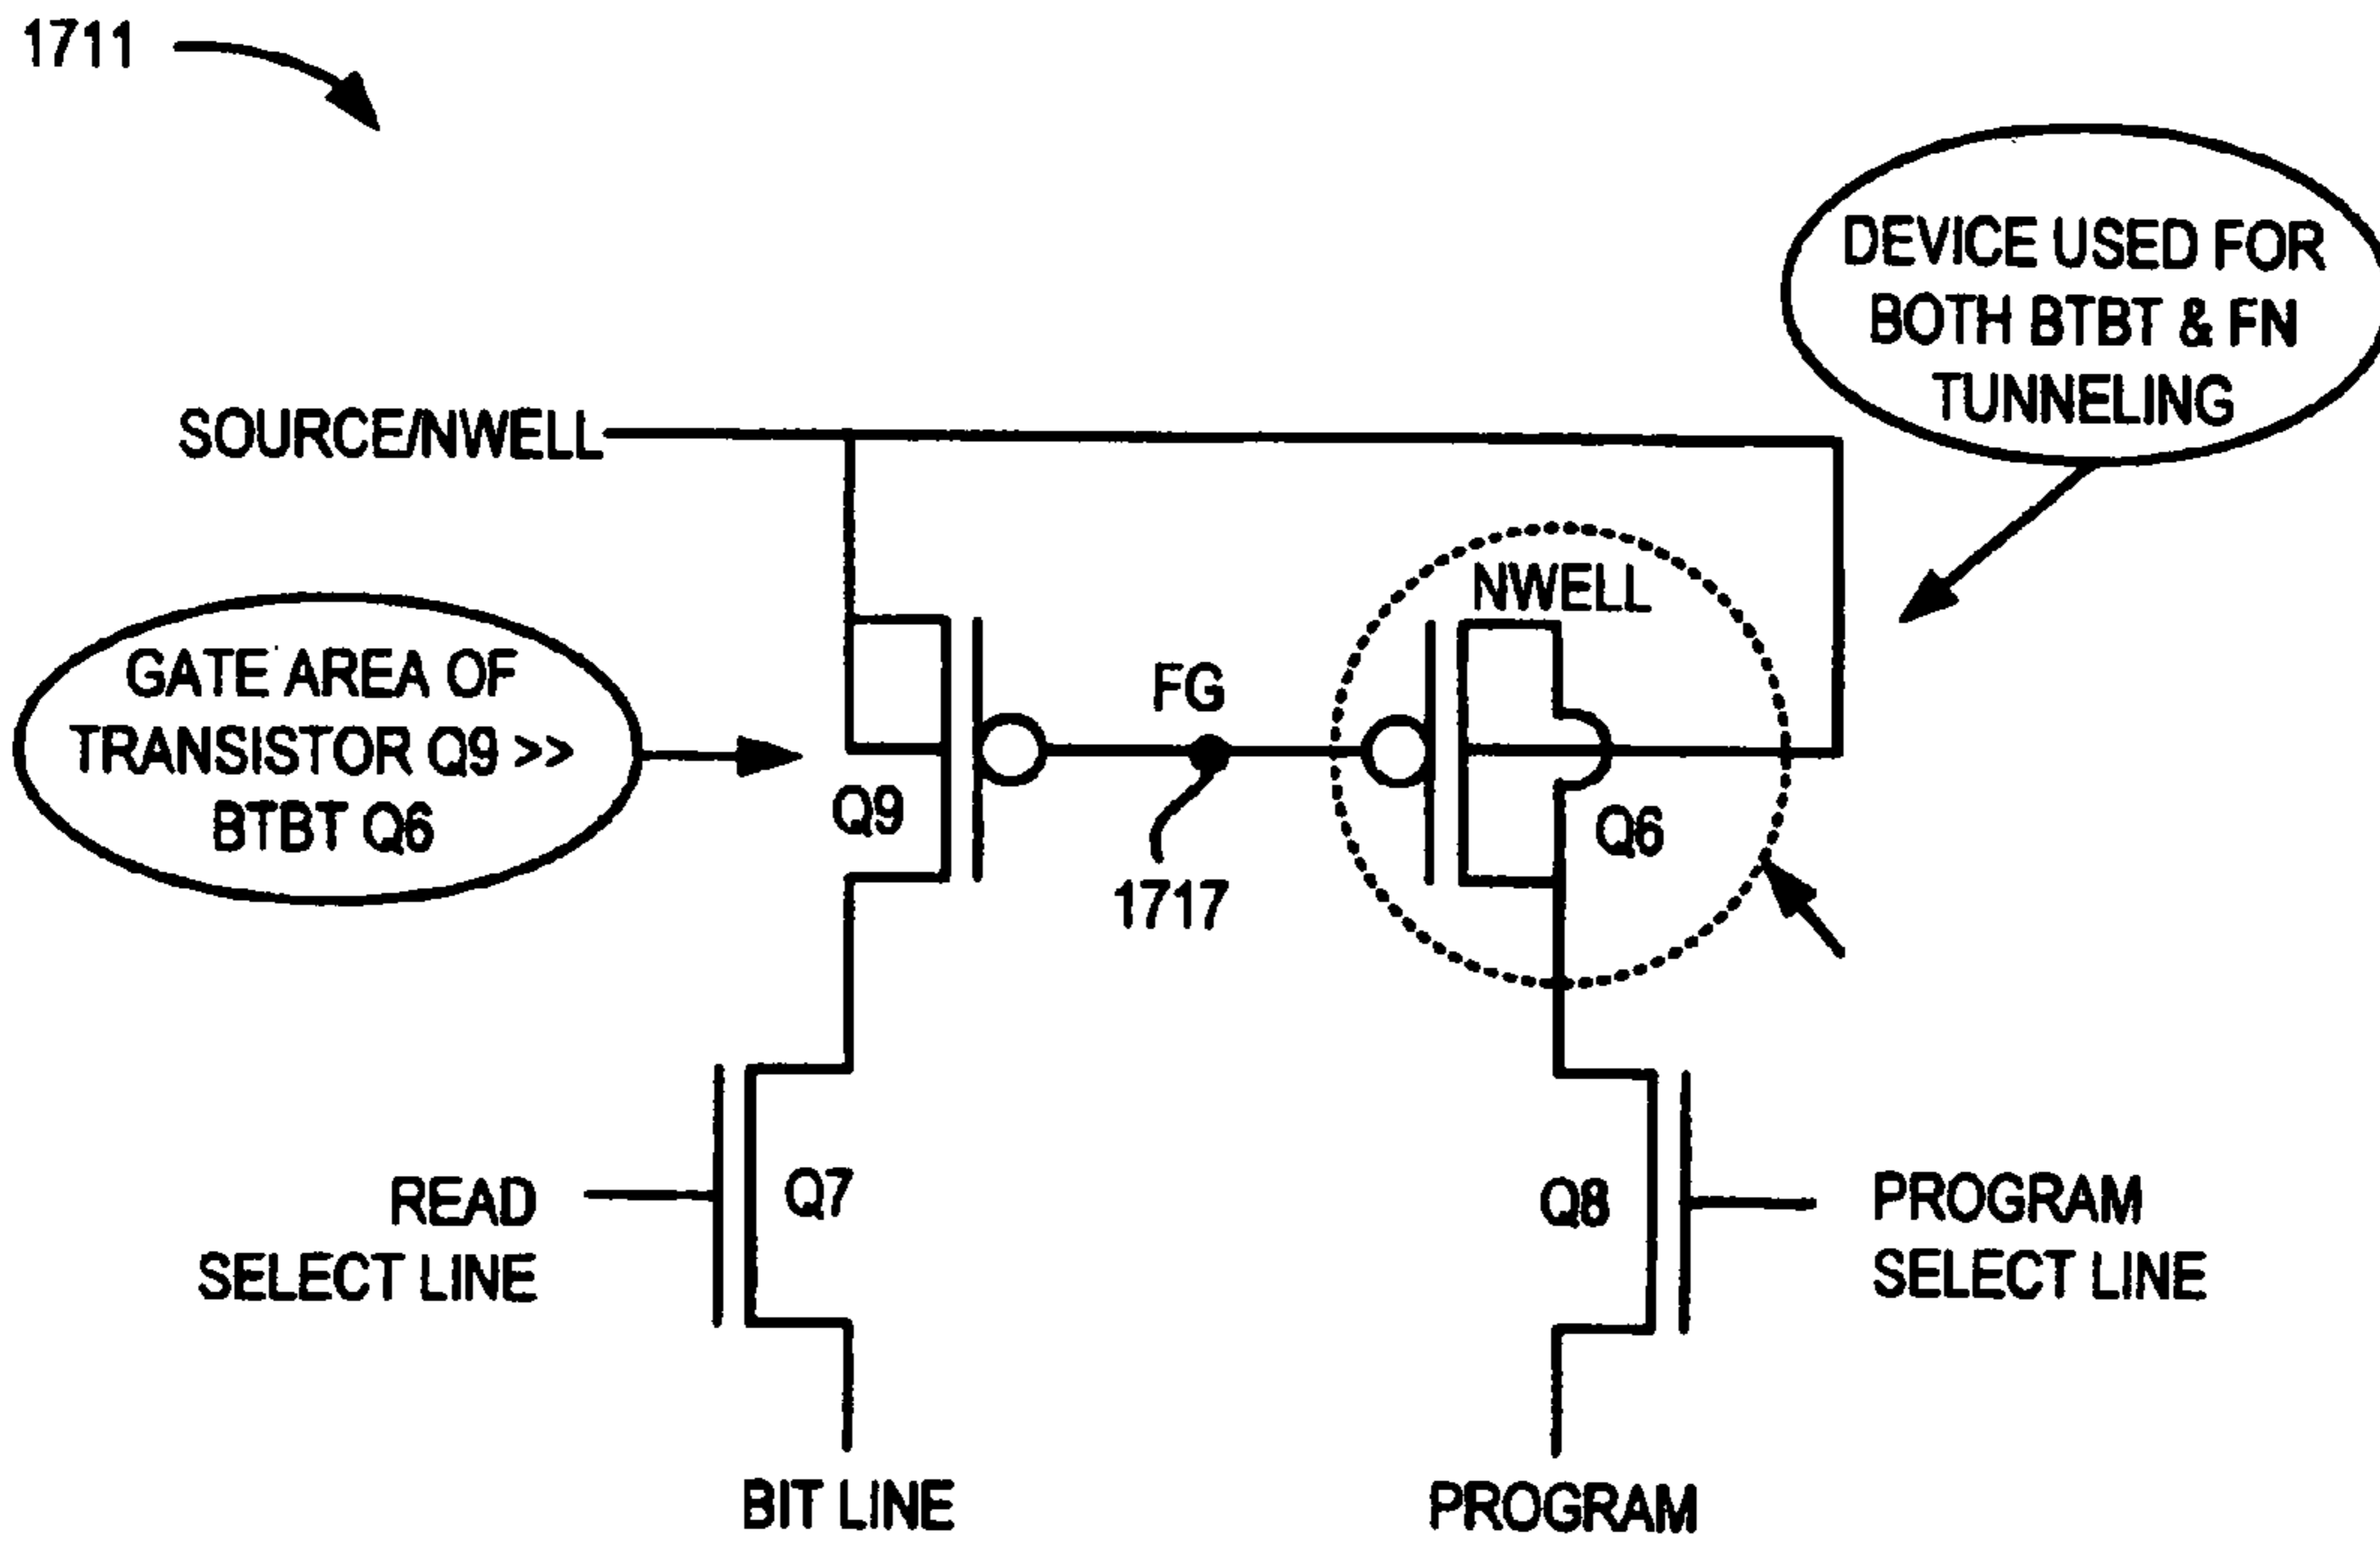 1711
DEVICE USED FOR
BOTH BTBT & FN
TUNNELING
SOURCE/NWELL
NWELL
GATE AREA OF
TRANSISTOR Q9 >>
BTBT Q6
FG
Q9
Q6
1717
READ
SELECT LINE
Q7
Q8
PROGRAM
SELECT LINE
BIT LINE
PROGRAM